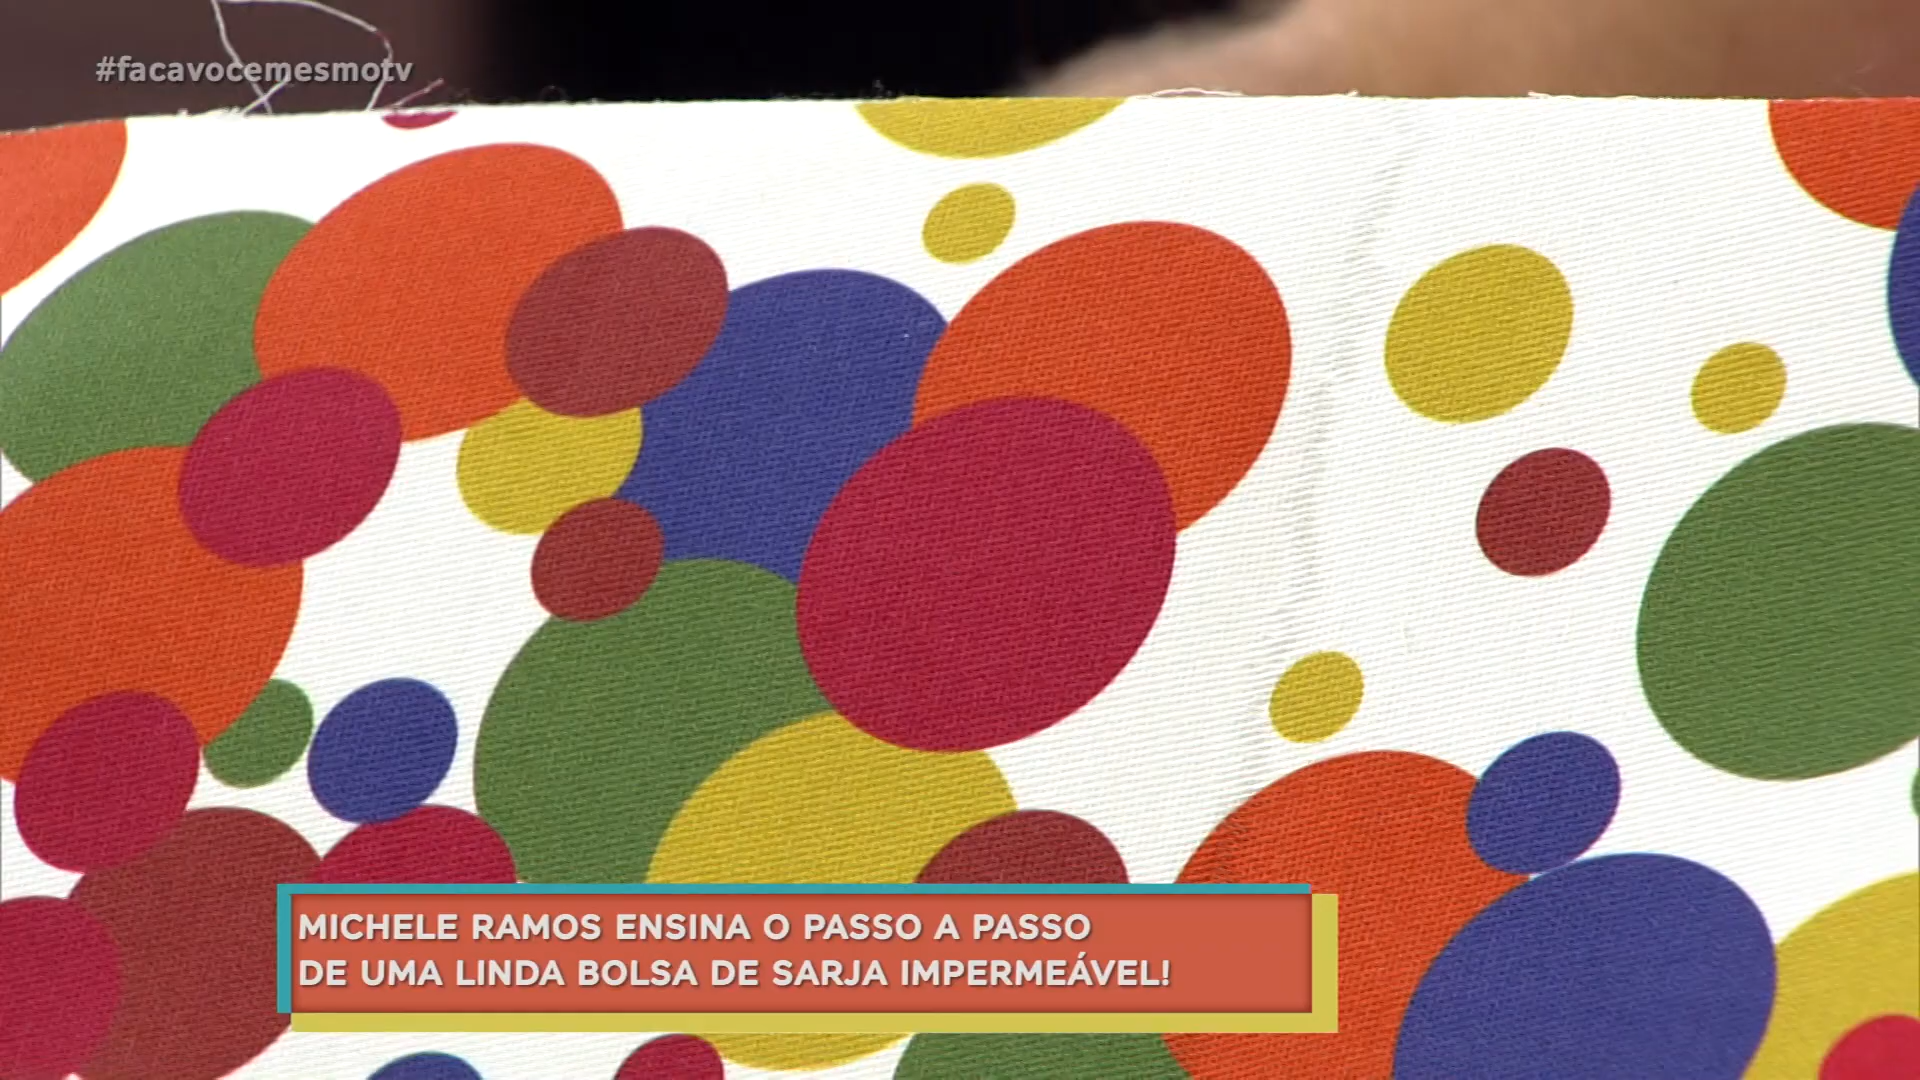 #facavocemesmotv
MICHELE RAMOS ENSINA O PASSO A PASSO
DE UMA LINDA BOLSA DE SARJA IMPERMEÁVEL!